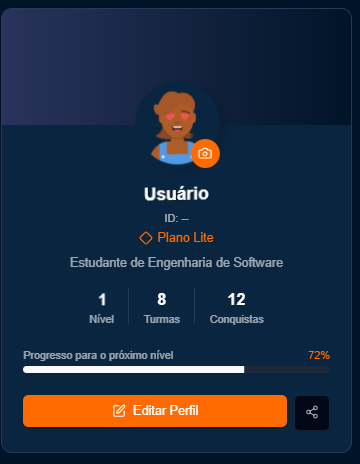 Usuário
ID: —
Plano Lite
Estudante de Engenharia de Software
1 8 12
Nível Turmas Conquistas
Progresso para o próximo nível 72%
Editar Perfil